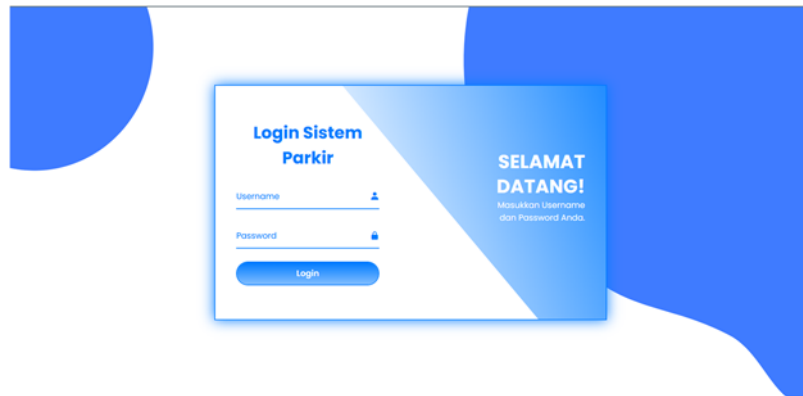 Login Sistem
Parkir
Username
Password
Login
SELAMAT
DATANG!
Masukkan Username
dan Password Anda.